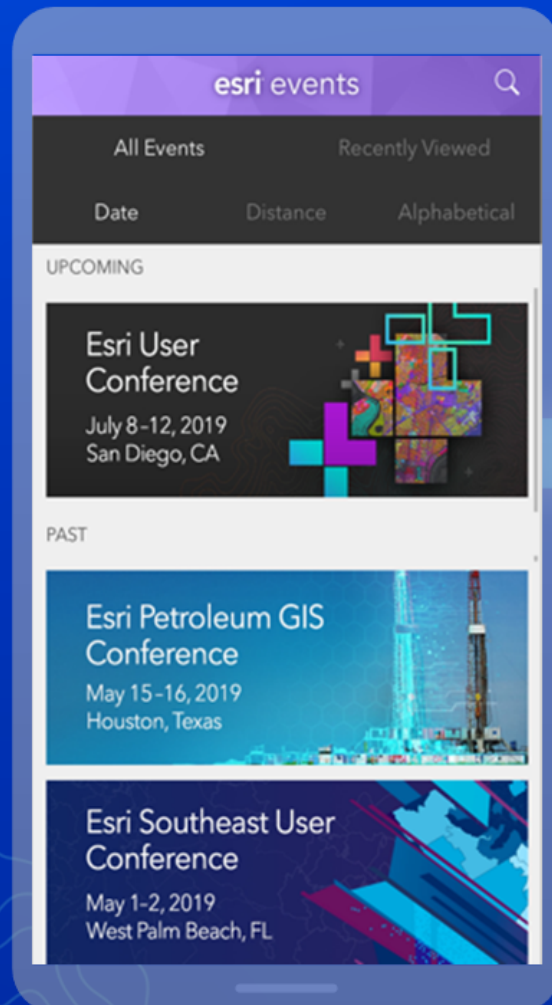 esri events
All Events Recently Viewed
Date Distance Alphabetical
UPCOMING
Esri User
Conference
July 8-12, 2019
San Diego, CA
PAST
Esri Petroleum GIS
Conference
May 15-16, 2019
Houston, Texas
Esri Southeast User
Conference
May 1-2, 2019
West Palm Beach, FL